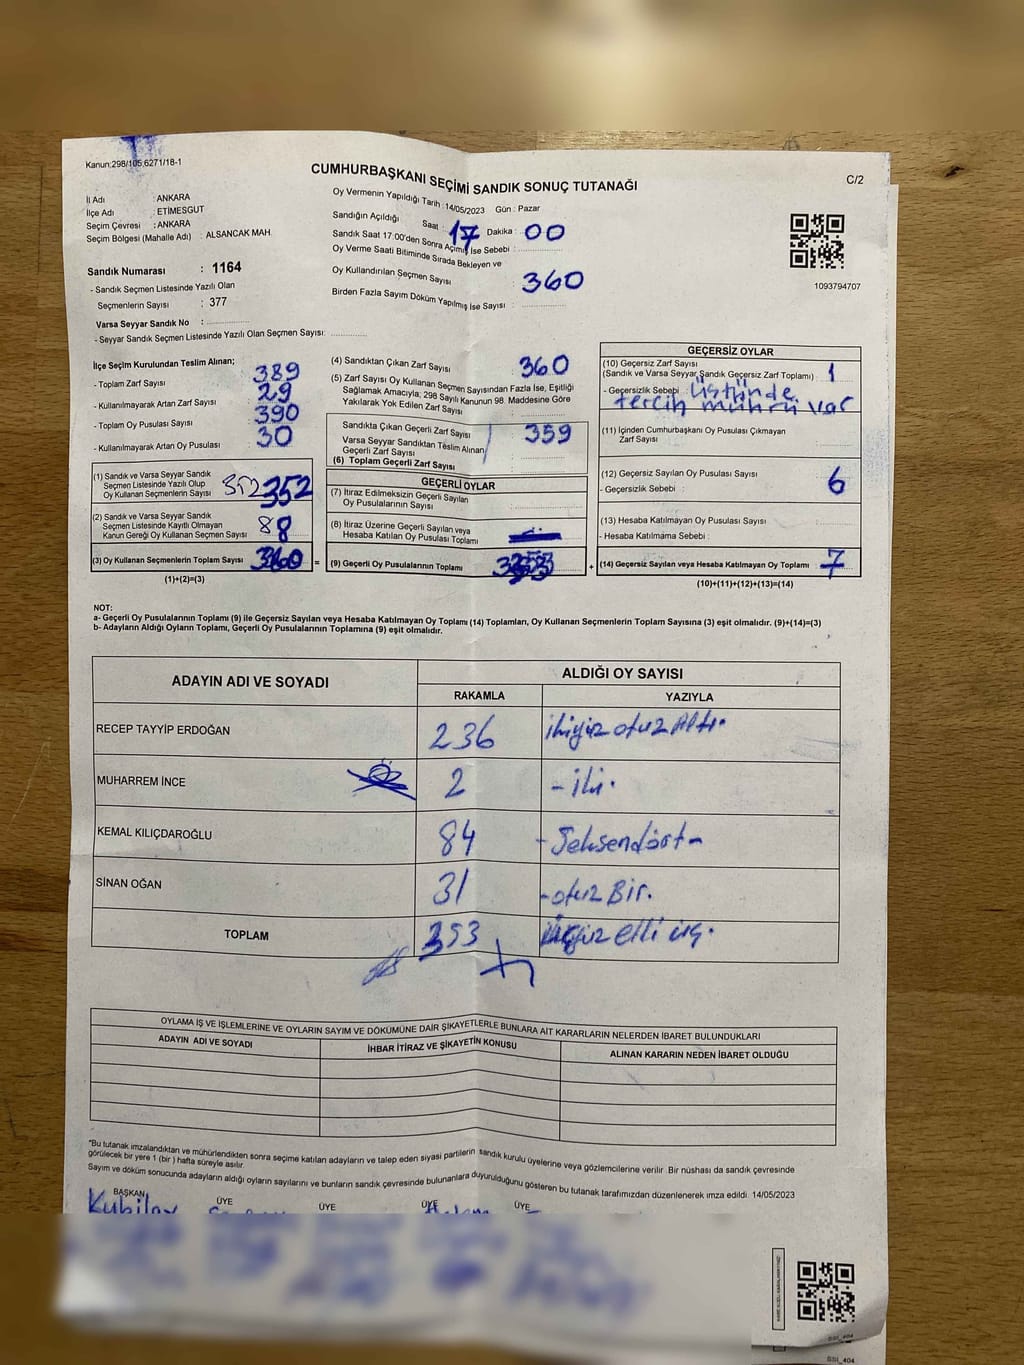 Kanun:298/105,6271/18-1
CUMHURBAŞKANI SEÇİMİ SANDIK SONUÇ TUTANAĞI
C/2
İl Adı : ANKARA
İlçe Adı : ETİMESGUT
Seçim Çevresi : ANKARA
Seçim Bölgesi (Mahalle Adı) : ALSANCAK MAH.
Oy Vermenin Yapıldığı Tarih : 14/05/2023 Gün : Pazar
Sandığın Açıldığı Saat : 17 Dakika : 00
Sandık Saat 17:00'den Sonra Açılmış İse Sebebi :
Oy Verme Saati Bitiminde Sırada Bekleyen ve
Oy Kullandırılan Seçmen Sayısı : 360
Birden Fazla Sayım Döküm Yapılmış İse Sayısı :
1093794707
Sandık Numarası : 1164
- Sandık Seçmen Listesinde Yazılı Olan
Seçmenlerin Sayısı : 377
Varsa Seyyar Sandık No :
- Seyyar Sandık Seçmen Listesinde Yazılı Olan Seçmen Sayısı:
İlçe Seçim Kurulundan Teslim Alınan;
- Toplam Zarf Sayısı 389
- Kullanılmayarak Artan Zarf Sayısı 29
- Toplam Oy Pusulası Sayısı 390
- Kullanılmayarak Artan Oy Pusulası 30
(1) Sandık ve Varsa Seyyar Sandık
Seçmen Listesinde Yazılı Olup
Oy Kullanan Seçmenlerin Sayısı 352 352
(2) Sandık ve Varsa Seyyar Sandık
Seçmen Listesinde Kayıtlı Olmayan
Kanun Gereği Oy Kullanan Seçmen Sayısı 8 8
(3) Oy Kullanan Seçmenlerin Toplam Sayısı 360
(1)+(2)=(3)
=
(4) Sandıktan Çıkan Zarf Sayısı 360
(5) Zarf Sayısı Oy Kullanan Seçmen Sayısından Fazla İse, Eşitliği
Sağlamak Amacıyla; 298 Sayılı Kanunun 98. Maddesine Göre
Yakılarak Yok Edilen Zarf Sayısı
Sandıkta Çıkan Geçerli Zarf Sayısı 359
Varsa Seyyar Sandıktan Teslim Alınan
Geçerli Zarf Sayısı
(6) Toplam Geçerli Zarf Sayısı
GEÇERLİ OYLAR
(7) İtiraz Edilmeksizin Geçerli Sayılan
Oy Pusulalarının Sayısı
(8) İtiraz Üzerine Geçerli Sayılan veya
Hesaba Katılan Oy Pusulası Toplamı
(9) Geçerli Oy Pusulalarının Toplamı
+
GEÇERSİZ OYLAR
(10) Geçersiz Zarf Sayısı
(Sandık ve Varsa Seyyar Sandık Geçersiz Zarf Toplamı) : 1
- Geçersizlik Sebebi : üstünde
tercih mührü var
(11) İçinden Cumhurbaşkanı Oy Pusulası Çıkmayan
Zarf Sayısı
(12) Geçersiz Sayılan Oy Pusulası Sayısı 6
- Geçersizlik Sebebi :
(13) Hesaba Katılmayan Oy Pusulası Sayısı :
- Hesaba Katılmama Sebebi :
(14) Geçersiz Sayılan veya Hesaba Katılmayan Oy Toplamı 7
(10)+(11)+(12)+(13)=(14)
NOT:
a- Geçerli Oy Pusulalarının Toplamı (9) ile Geçersiz Sayılan veya Hesaba Katılmayan Oy Toplamı (14) Toplamları, Oy Kullanan Seçmenlerin Toplam Sayısına (3) eşit olmalıdır. (9)+(14)=(3)
b- Adayların Aldığı Oyların Toplamı, Geçerli Oy Pusulalarının Toplamına (9) eşit olmalıdır.
ADAYIN ADI VE SOYADI
ALDIĞI OY SAYISI
RAKAMLA YAZIYLA
RECEP TAYYİP ERDOĞAN 236 ikiyüz otuz Altı.
MUHARREM İNCE 2 - iki.
KEMAL KILIÇDAROĞLU 84 - Seksendört -
SİNAN OĞAN 31 - otuz Bir.
TOPLAM 353 üçyüz elli üç.
OYLAMA İŞ VE İŞLEMLERİNE VE OYLARIN SAYIM VE DÖKÜMÜNE DAİR ŞİKAYETLERLE BUNLARA AİT KARARLARIN NELERDEN İBARET BULUNDUKLARI
ADAYIN ADI VE SOYADI İHBAR İTİRAZ VE ŞİKAYETİN KONUSU ALINAN KARARIN NEDEN İBARET OLDUĞU
*Bu tutanak imzalandıktan ve mühürlendikten sonra seçime katılan adayların ve talep eden siyasi partilerin sandık kurulu üyelerine veya gözlemcilerine verilir. Bir nüshası da sandık çevresinde
görülecek bir yere 1 (bir) hafta süreyle asılır.
Sayım ve döküm sonucunda adayların aldığı oyların sayılarını ve bunların sandık çevresinde bulunanlara duyurulduğunu gösteren bu tutanak tarafımızdan düzenlenerek imza edildi. 14/05/2023
BAŞKAN ÜYE ÜYE ÜYE ÜYE
Kubilay
SSI_404
SSI_404